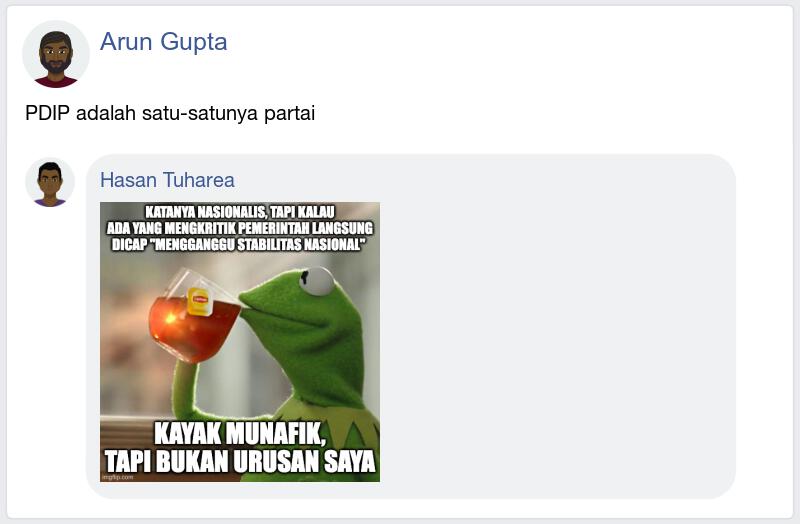 Arun Gupta
PDIP adalah satu-satunya partai
Hasan Tuharea
KATANYA NASIONALIS, TAPI KALAU
ADA YANG MENGKRITIK PEMERINTAH LANGSUNG
DICAP "MENGGANGGU STABILITAS NASIONAL"
Lipton
KAYAK MUNAFIK,
TAPI BUKAN URUSAN SAYA
imgflip.com